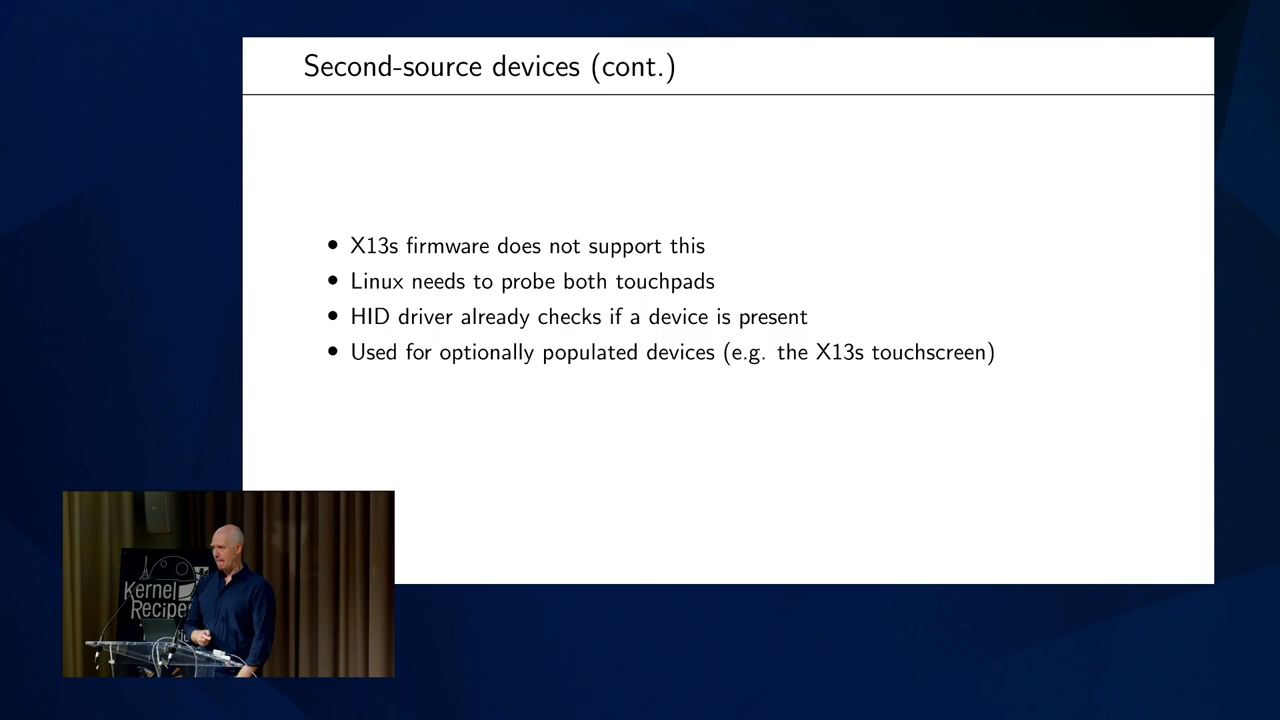 Second-source devices (cont.)
• X13s firmware does not support this
• Linux needs to probe both touchpads
• HID driver already checks if a device is present
• Used for optionally populated devices (e.g. the X13s touchscreen)
Kernel
Recipes